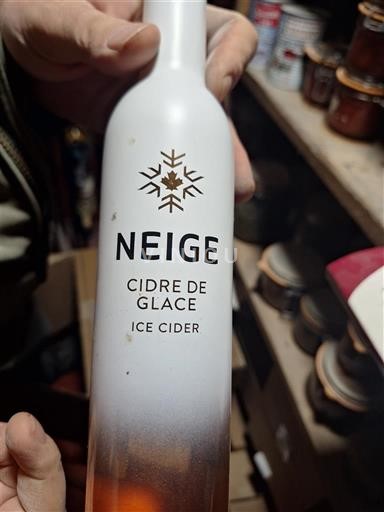 NEIGE
CIDRE DE
GLACE
ICE CIDER